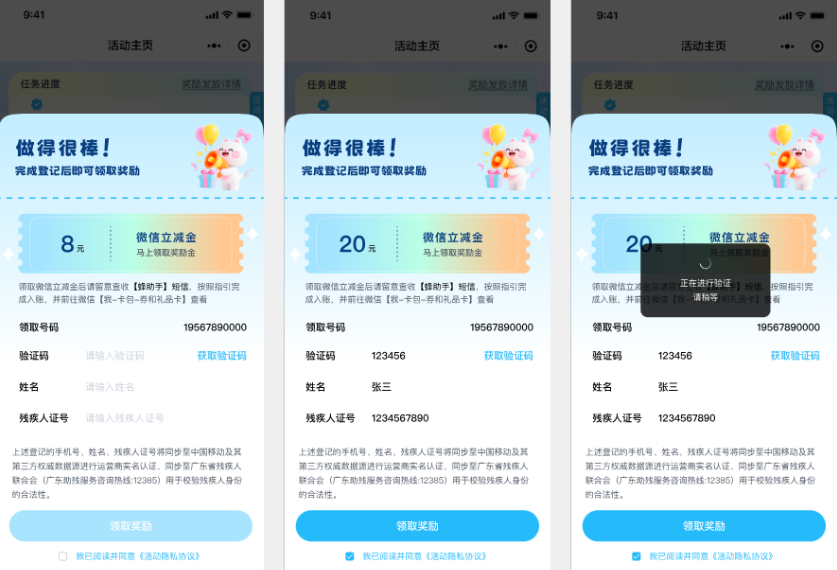 9:41
活动主页
任务进度 奖励发放详情
做得很棒!
完成登记后即可领取奖励
8元 微信立减金
马上领取奖励金
领取微信立减金后请留意查收【蜂助手】短信，按照指引完
成入账，并前往微信【我-卡包-券和礼品卡】查看
领取号码 19567890000
验证码 请输入验证码 获取验证码
姓名 请输入姓名
残疾人证号 请输入残疾人证号
上述登记的手机号、姓名、残疾人证号将同步至中国移动及其
第三方权威数据源进行运营商实名认证、同步至广东省残疾人
联合会（广东助残服务咨询热线:12385）用于校验残疾人身份
的合法性。
领取奖励
我已阅读并同意《活动隐私协议》
9:41
活动主页
任务进度 奖励发放详情
做得很棒!
完成登记后即可领取奖励
20元 微信立减金
马上领取奖励金
领取微信立减金后请留意查收【蜂助手】短信，按照指引完
成入账，并前往微信【我-卡包-券和礼品卡】查看
领取号码 19567890000
验证码 123456 获取验证码
姓名 张三
残疾人证号 1234567890
上述登记的手机号、姓名、残疾人证号将同步至中国移动及其
第三方权威数据源进行运营商实名认证、同步至广东省残疾人
联合会（广东助残服务咨询热线:12385）用于校验残疾人身份
的合法性。
领取奖励
我已阅读并同意《活动隐私协议》
9:41
活动主页
任务进度 奖励发放详情
做得很棒!
完成登记后即可领取奖励
20 微信立减金
马上领取奖励金
正在进行验证
请稍等
领取微信立减金后请留意查收【蜂助手】短信，按照指引完
成入账，并前往微信【我-卡包-券和礼品卡】查看
领取号码 19567890000
验证码 123456 获取验证码
姓名 张三
残疾人证号 1234567890
上述登记的手机号、姓名、残疾人证号将同步至中国移动及其
第三方权威数据源进行运营商实名认证、同步至广东省残疾人
联合会（广东助残服务咨询热线:12385）用于校验残疾人身份
的合法性。
领取奖励
我已阅读并同意《活动隐私协议》